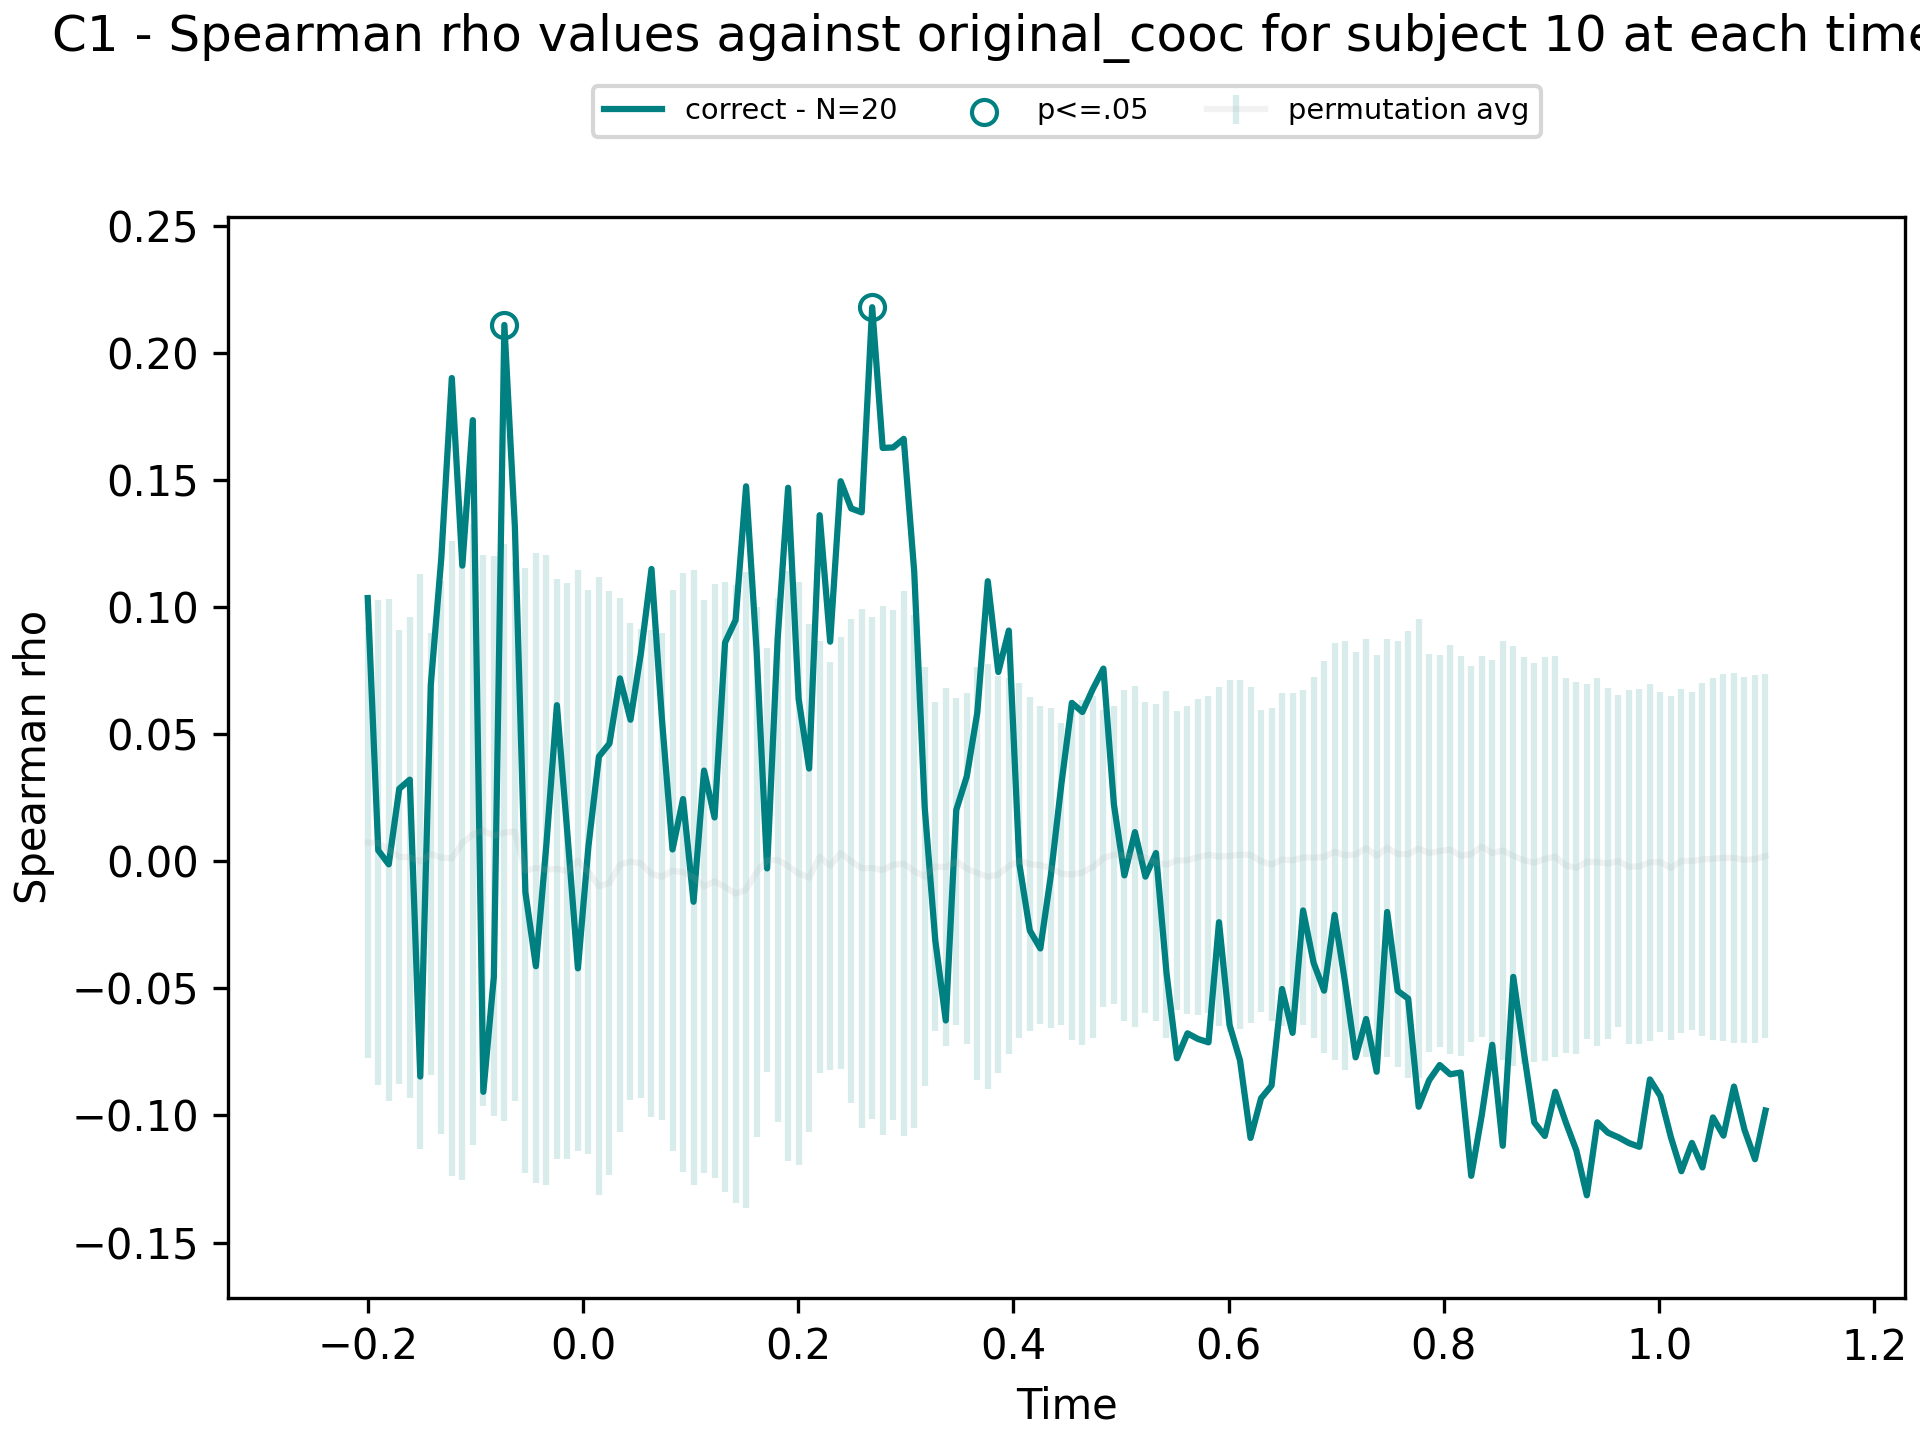 C1 - Spearman rho values against original_cooc for subject 10 at each time
correct - N=20 p<=.05 permutation avg
0.25
0.20
0.15
0.10
0.05
0.00
−0.05
−0.10
−0.15
Spearman rho
−0.2 0.0 0.2 0.4 0.6 0.8 1.0 1.2
Time